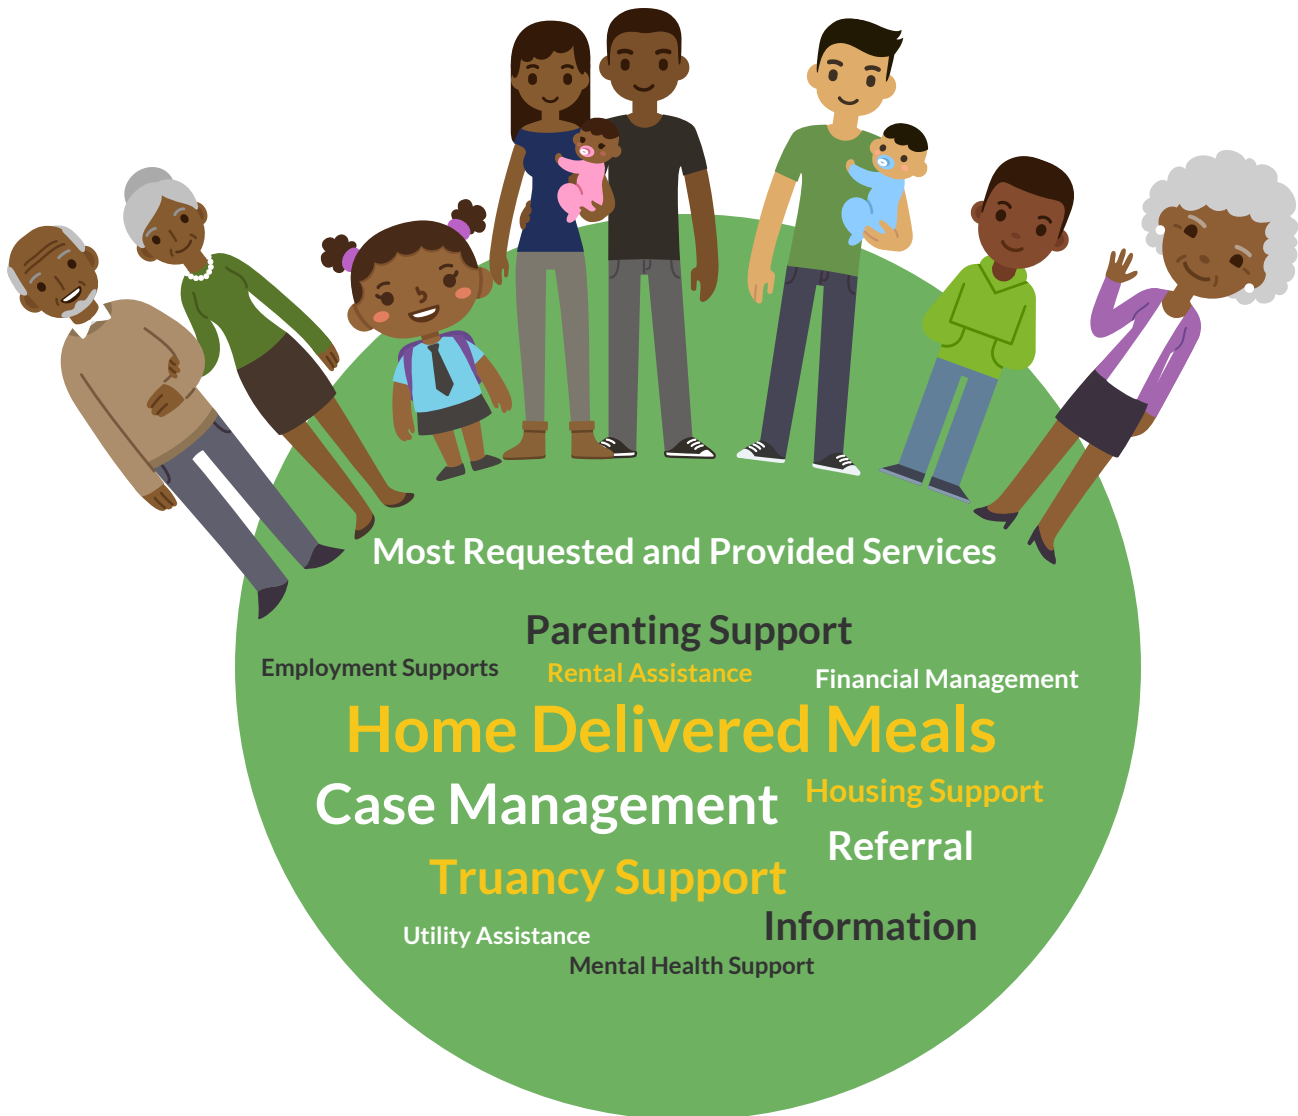 Most Requested and Provided Services
Parenting Support
Employment Supports
Rental Assistance
Financial Management
Home Delivered Meals
Case Management
Housing Support
Referral
Truancy Support
Information
Utility Assistance
Mental Health Support